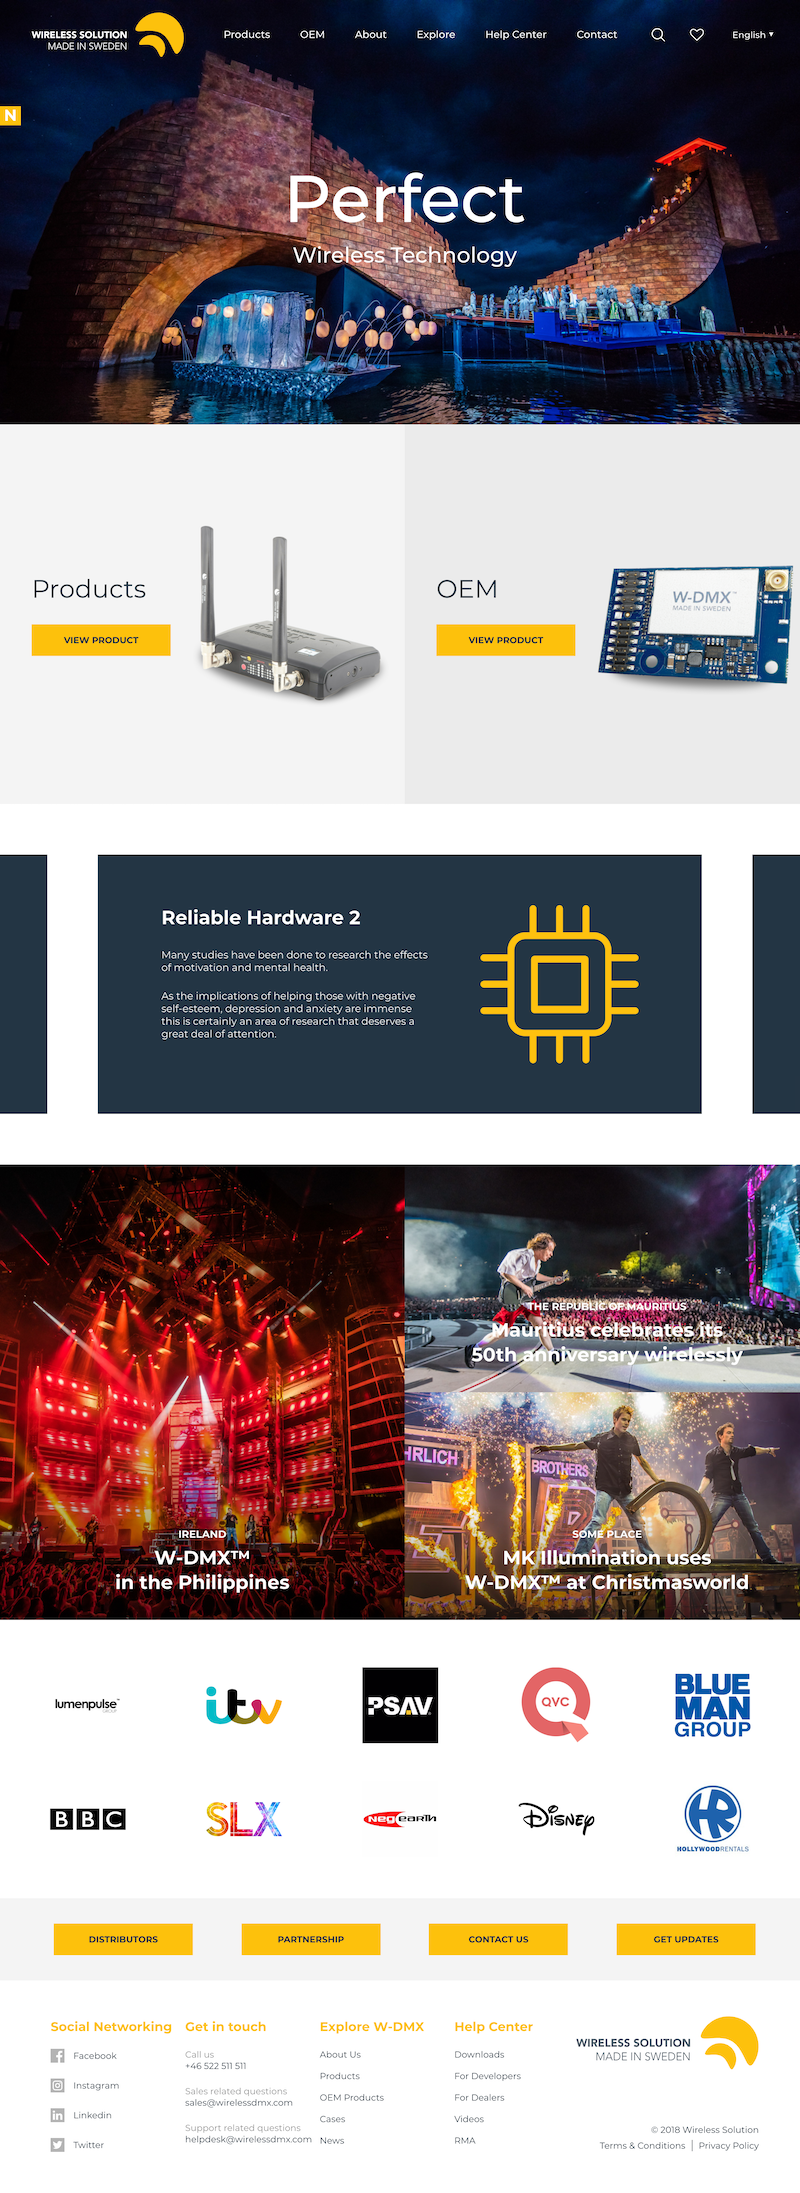 WIRELESS SOLUTION
MADE IN SWEDEN
Products
OEM
About
Explore
Help Center
Contact
English
N
Perfect
Wireless Technology
Products
VIEW PRODUCT
OEM
VIEW PRODUCT
W-DMX™
MADE IN SWEDEN
Reliable Hardware 2
Many studies have been done to research the effects
of motivation and mental health.
As the implications of helping those with negative
self-esteem, depression and anxiety are immense
this is certainly an area of research that deserves a
great deal of attention.
THE REPUBLIC OF MAURITIUS
Mauritius celebrates its
50th anniversary wirelessly
HRLICH
BROTHERS
IRELAND
W-DMX™
in the Philippines
SOME PLACE
MK Illumination uses
W-DMX™ at Christmasworld
lumenpulse™
GROUP
itv
PSAV
QVC
BLUE
MAN
GROUP
BBC
SLX
Neg earth
Disney
HR
HOLLYWOODRENTALS
DISTRIBUTORS
PARTNERSHIP
CONTACT US
GET UPDATES
Social Networking
Facebook
Instagram
Linkedin
Twitter
Get in touch
Call us
+46 522 511 511
Sales related questions
sales@wirelessdmx.com
Support related questions
helpdesk@wirelessdmx.com
Explore W-DMX
About Us
Products
OEM Products
Cases
News
Help Center
Downloads
For Developers
For Dealers
Videos
RMA
WIRELESS SOLUTION
MADE IN SWEDEN
© 2018 Wireless Solution
Terms & Conditions | Privacy Policy